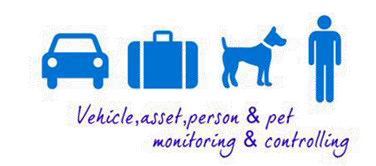 Vehicle,asset,person & pet
monitoring & controlling